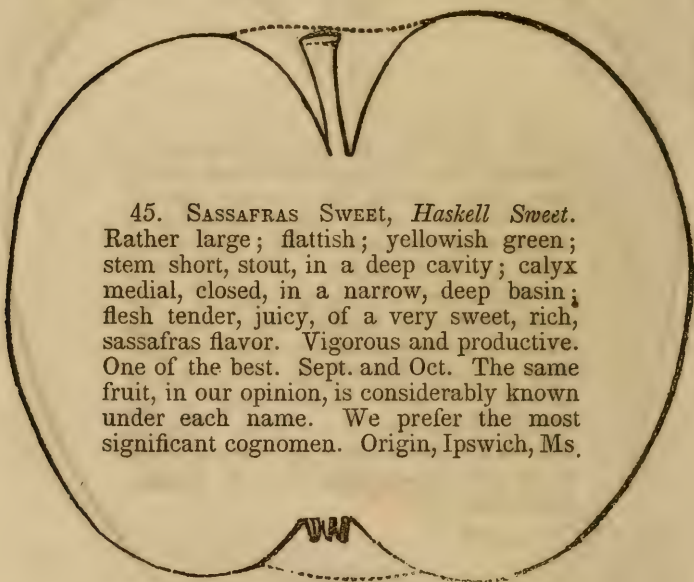 45. SASSAFRAS SWEET, Haskell Sweet.
Rather large; flattish; yellowish green;
stem short, stout, in a deep cavity; calyx
medial, closed, in a narrow, deep basin;
flesh tender, juicy, of a very sweet, rich,
sassafras flavor. Vigorous and productive.
One of the best. Sept. and Oct. The same
fruit, in our opinion, is considerably known
under each name. We prefer the most
significant cognomen. Origin, Ipswich, Ms.